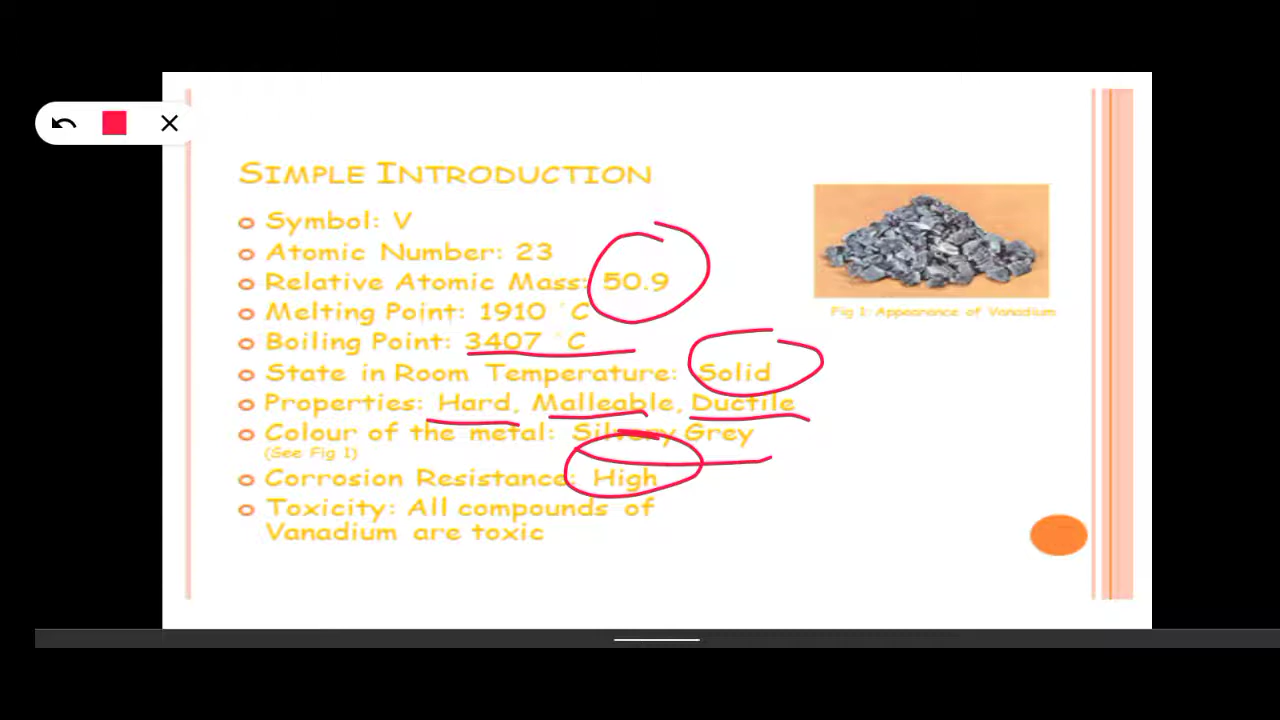 SIMPLE INTRODUCTION
Symbol: V
Atomic Number: 23
Relative Atomic Mass: 50.9
Melting Point: 1910 °C
Boiling Point: 3407 °C
State in Room Temperature: Solid
Properties: Hard, Malleable, Ductile
Colour of the metal: Silvery Grey
(See Fig 1)
Corrosion Resistance: High
Toxicity: All compounds of
Vanadium are toxic
Fig 1: Appearance of Vanadium